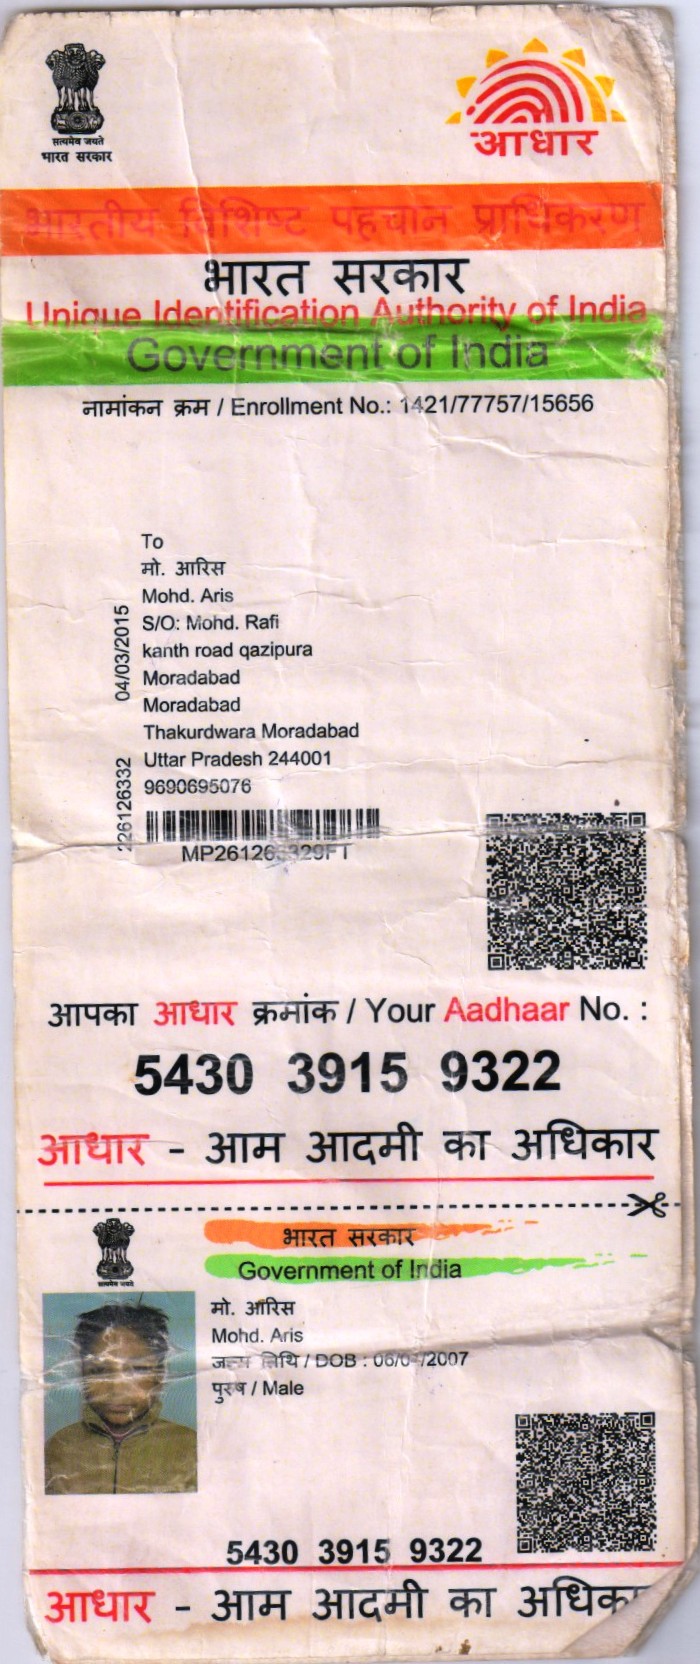 सत्यमेव जयते
भारत सरकार
आधार
भारतीय विशिष्ट पहचान प्राधिकरण
भारत सरकार
Unique Identification Authority of India
Government of India
नामांकन क्रम / Enrollment No.: 1421/77757/15656
To
मो. आरिस
Mohd. Aris
S/O: Mohd. Rafi
kanth road qazipura
Moradabad
Moradabad
Thakurdwara Moradabad
Uttar Pradesh 244001
9690695076
04/03/2015
आपका आधार क्रमांक / Your Aadhaar No. :
5430 3915 9322
आधार - आम आदमी का अधिकार
सत्यमेव जयते
भारत सरकार
Government of India
मो. आरिस
Mohd. Aris
जन्म तिथि / DOB :
पुरुष / Male
5430 3915 9322
आधार - आम आदमी का